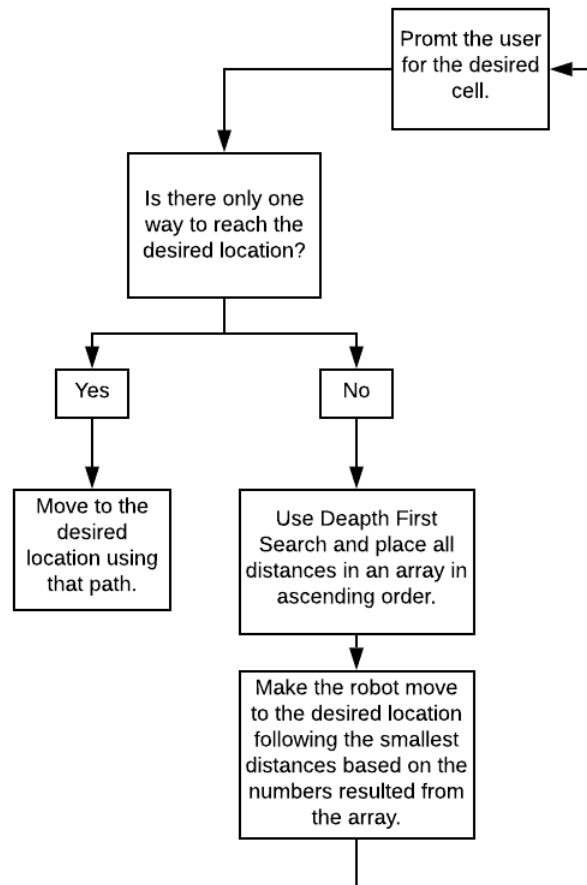 Promt the user
for the desired
cell.
Is there only one
way to reach the
desired location?
Yes
No
Move to the
desired
location using
that path.
Use Deapth First
Search and place all
distances in an array in
ascending order.
Make the robot move
to the desired location
following the smallest
distances based on the
numbers resulted from
the array.